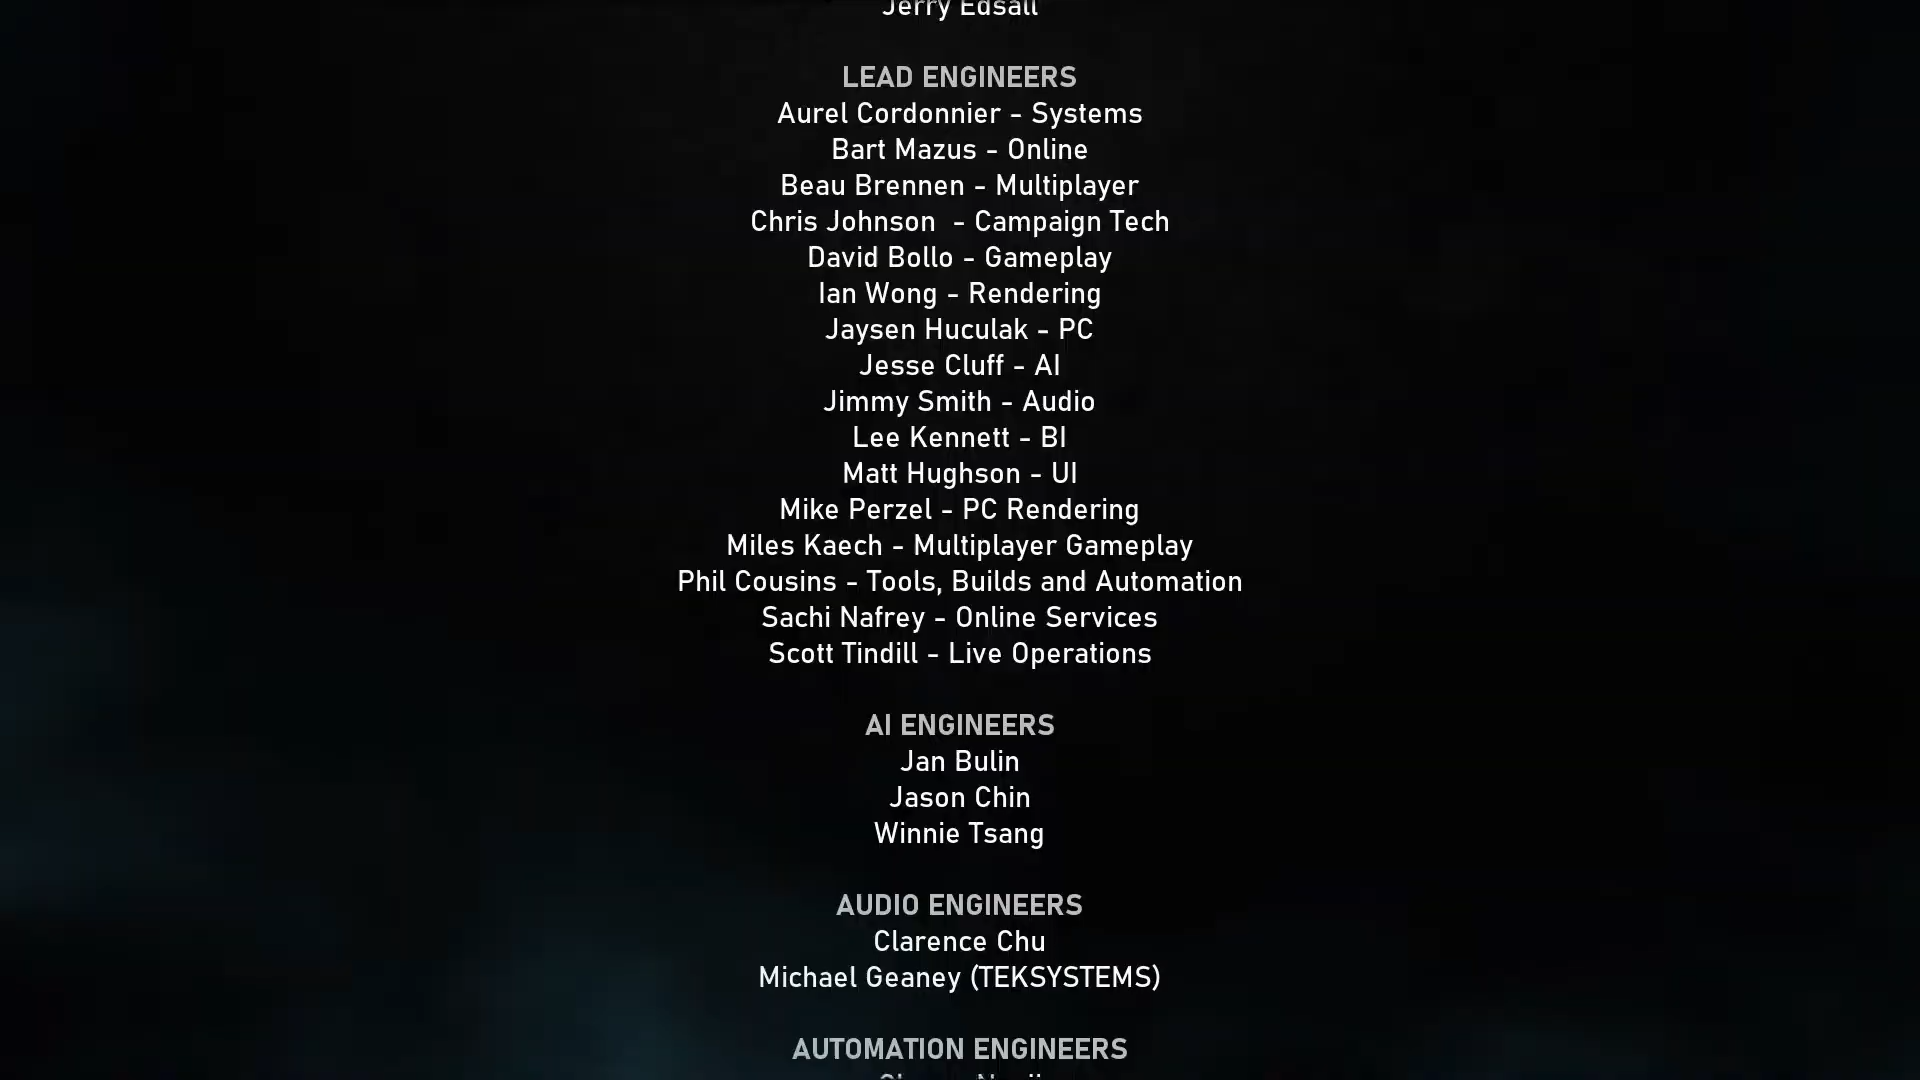 Jerry Edsall
LEAD ENGINEERS
Aurel Cordonnier - Systems
Bart Mazus - Online
Beau Brennen - Multiplayer
Chris Johnson  - Campaign Tech
David Bollo - Gameplay
Ian Wong - Rendering
Jaysen Huculak - PC
Jesse Cluff - AI
Jimmy Smith - Audio
Lee Kennett - BI
Matt Hughson - UI
Mike Perzel - PC Rendering
Miles Kaech - Multiplayer Gameplay
Phil Cousins - Tools, Builds and Automation
Sachi Nafrey - Online Services
Scott Tindill - Live Operations
AI ENGINEERS
Jan Bulin
Jason Chin
Winnie Tsang
AUDIO ENGINEERS
Clarence Chu
Michael Geaney (TEKSYSTEMS)
AUTOMATION ENGINEERS